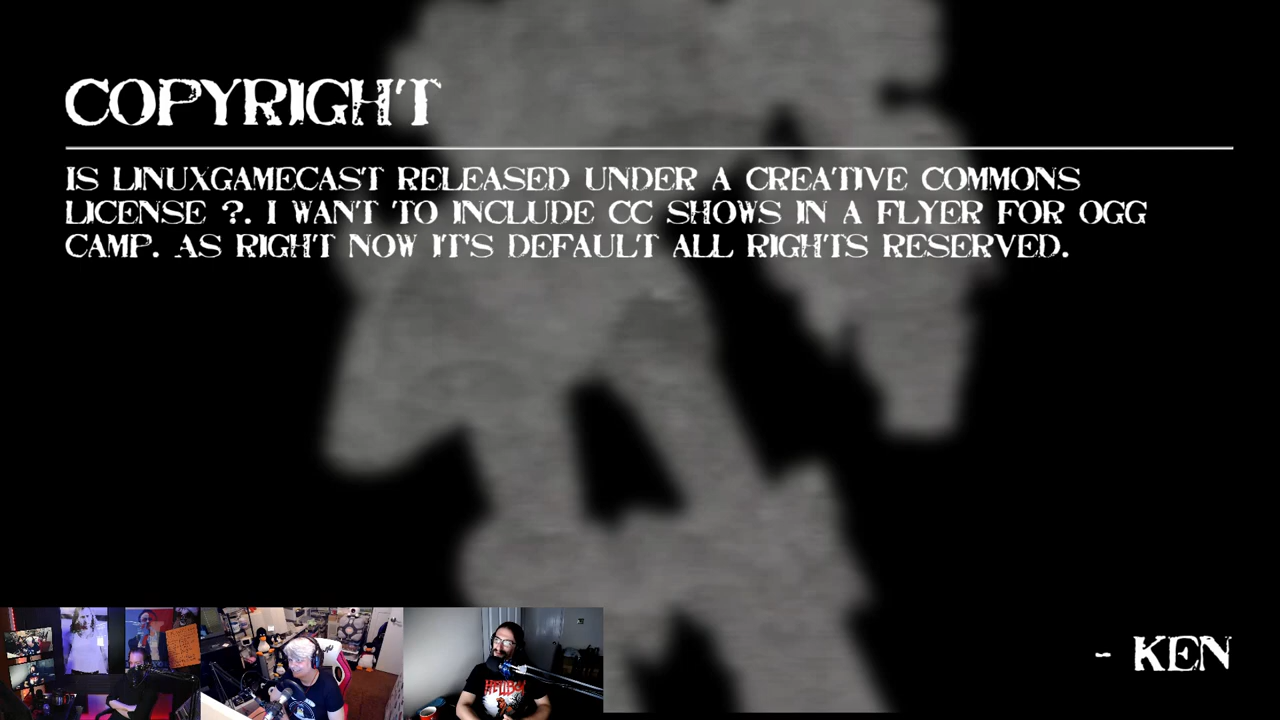 COPYRIGHT
IS LINUXGAMECAST RELEASED UNDER A CREATIVE COMMONS
LICENSE ?. I WANT TO INCLUDE CC SHOWS IN A FLYER FOR OGG
CAMP. AS RIGHT NOW IT'S DEFAULT ALL RIGHTS RESERVED.
- KEN
HELLBOY